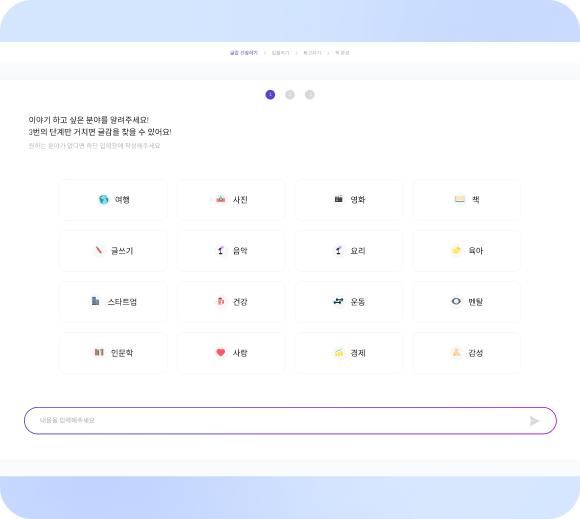 글감 선정하기 > 입력하기 > 퇴고하기 > 책 완성
1 2 3
이야기 하고 싶은 분야를 알려주세요!
3번의 단계만 거치면 글감을 찾을 수 있어요!
원하는 분야가 없다면 하단 입력창에 작성해주세요
여행 사진 영화 책
글쓰기 음악 요리 육아
스타트업 건강 운동 멘탈
인문학 사랑 경제 감성
내용을 입력해주세요